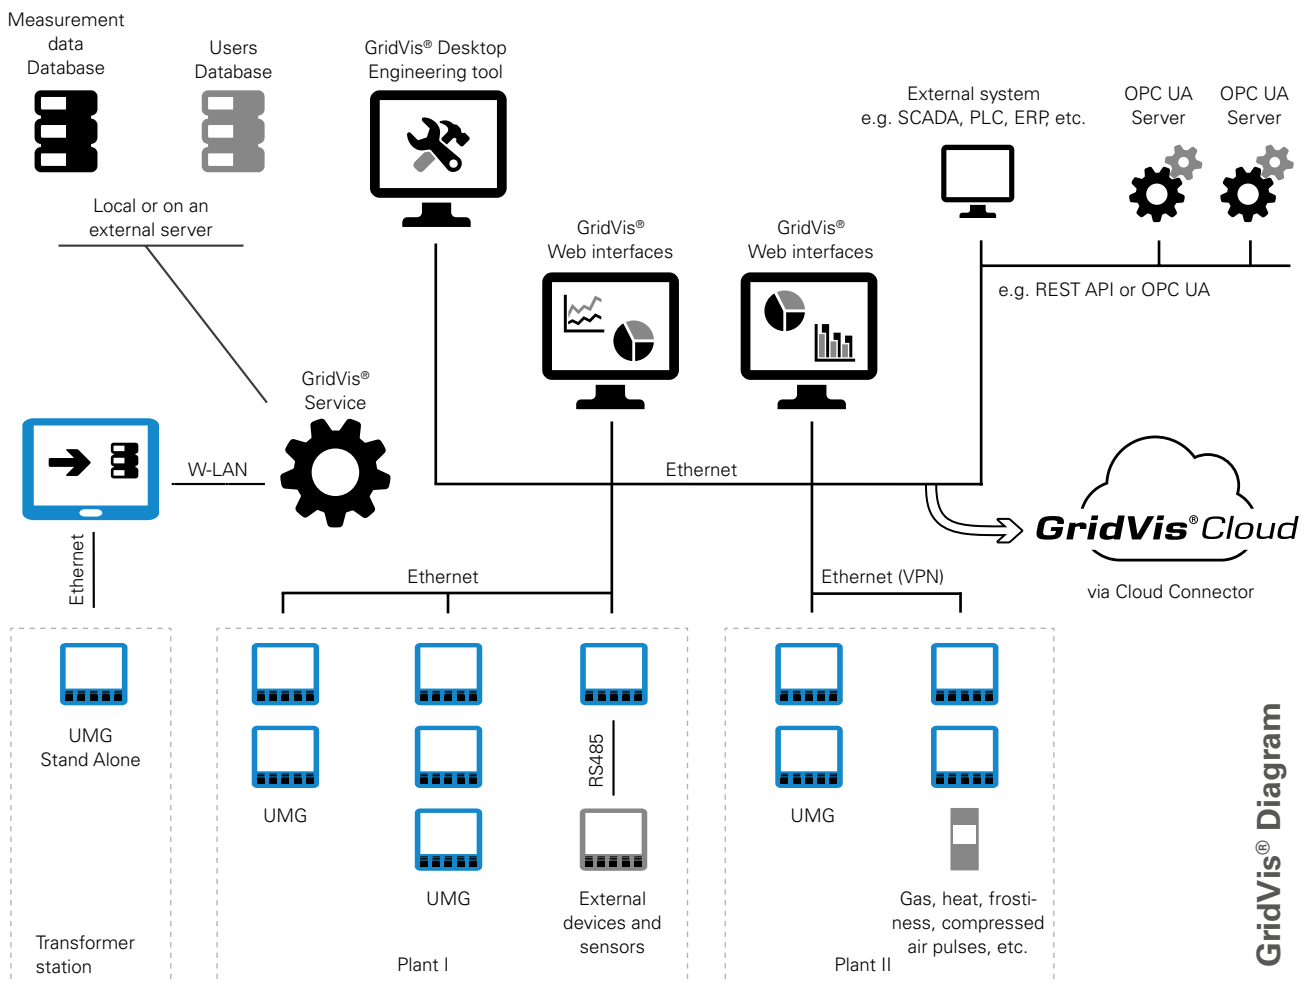 Measurement
data
Database
Users
Database
GridVis® Desktop
Engineering tool
External system
e.g. SCADA, PLC, ERP, etc.
OPC UA
Server
OPC UA
Server
Local or on an
external server
GridVis®
Web interfaces
GridVis®
Web interfaces
e.g. REST API or OPC UA
GridVis®
Service
W-LAN
Ethernet
GridVis® Cloud
via Cloud Connector
Ethernet
Ethernet
Ethernet (VPN)
UMG
Stand Alone
Transformer
station
UMG
UMG
RS485
External
devices and
sensors
Plant I
UMG
Gas, heat, frosti-
ness, compressed
air pulses, etc.
Plant II
GridVis® Diagram